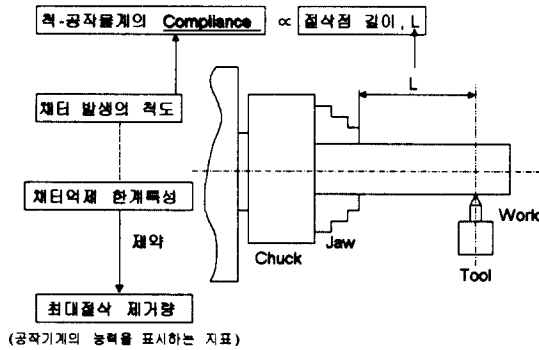 척-공작물계의 Compliance ∝ 절삭점 길이, L
L
채터 발생의 척도
채터억제 한계특성
제약
Work
Jaw
Chuck
Tool
최대절삭 제거량
(공작기계의 능력을 표시하는 지표)